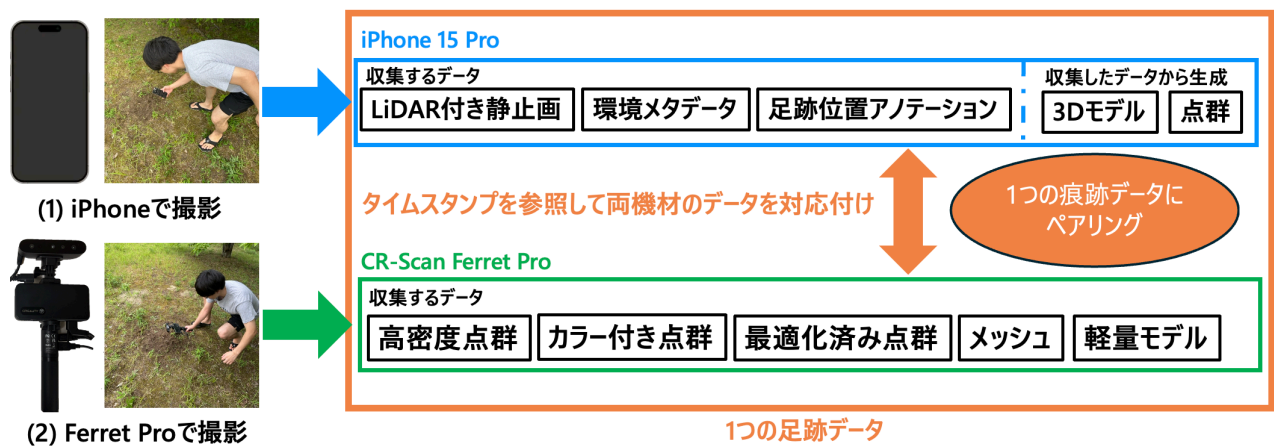 iPhone 15 Pro
収集するデータ
LiDAR付き静止画
環境メタデータ
足跡位置アノテーション
収集したデータから生成
3Dモデル
点群
(1) iPhoneで撮影
タイムスタンプを参照して両機材のデータを対応付け
1つの痕跡データに
ペアリング
CR-Scan Ferret Pro
収集するデータ
高密度点群
カラー付き点群
最適化済み点群
メッシュ
軽量モデル
(2) Ferret Proで撮影
1つの足跡データ